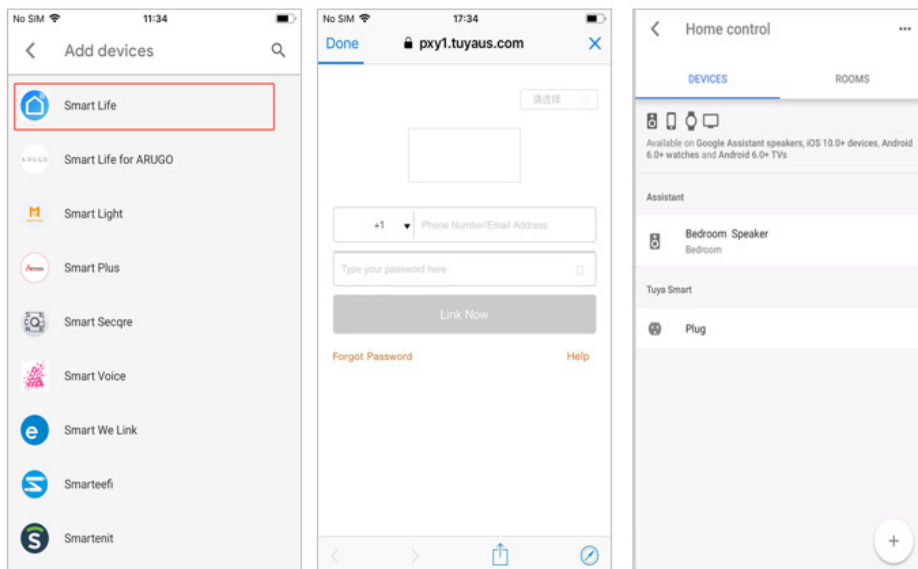 No SIM 11:34
Add devices
Smart Life
ARUGO Smart Life for ARUGO
Smart Light
Smart Plus
Smart Secqre
Smart Voice
e Smart We Link
Smarteefi
S Smartenit
No SIM 17:34
Done pxy1.tuyaus.com
请选择
+1 Phone Number/Email Address
Type your password here
Link Now
Forgot Password Help
Home control
DEVICES ROOMS
Available on Google Assistant speakers, iOS 10.0+ devices, Android
6.0+ watches and Android 6.0+ TVs
Assistant
Bedroom Speaker
Bedroom
Tuya Smart
Plug